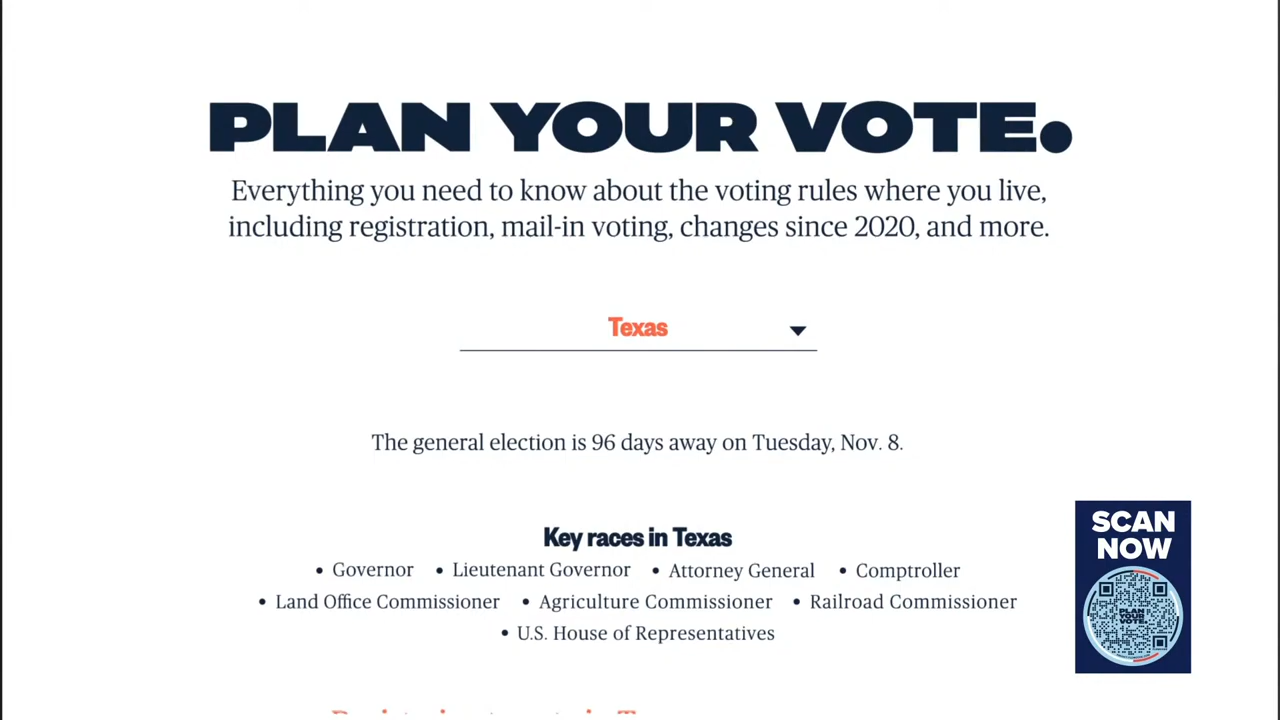 PLAN YOUR VOTE.
Everything you need to know about the voting rules where you live,
including registration, mail-in voting, changes since 2020, and more.
Texas
The general election is 96 days away on Tuesday, Nov. 8.
Key races in Texas
• Governor • Lieutenant Governor • Attorney General • Comptroller
• Land Office Commissioner • Agriculture Commissioner • Railroad Commissioner
• U.S. House of Representatives
SCAN
NOW
PLAN
YOUR
VOTE.